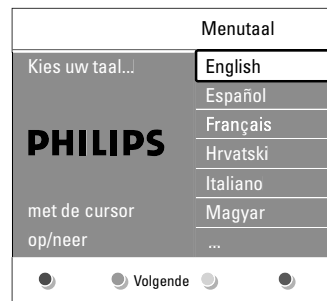 Menutaal
Kies uw taal...
English
Español
Français
PHILIPS
Hrvatski
Italiano
met de cursor
Magyar
op/neer
...
Volgende